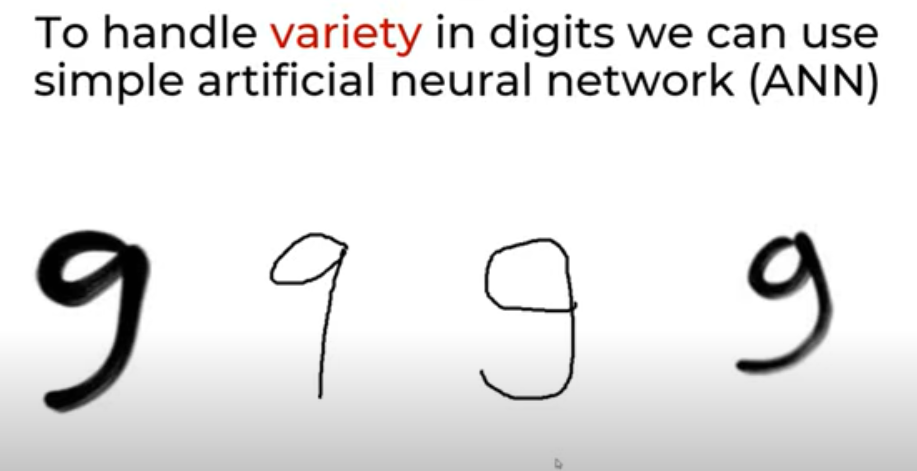 To handle variety in digits we can use
simple artificial neural network (ANN)
9 9 9 9